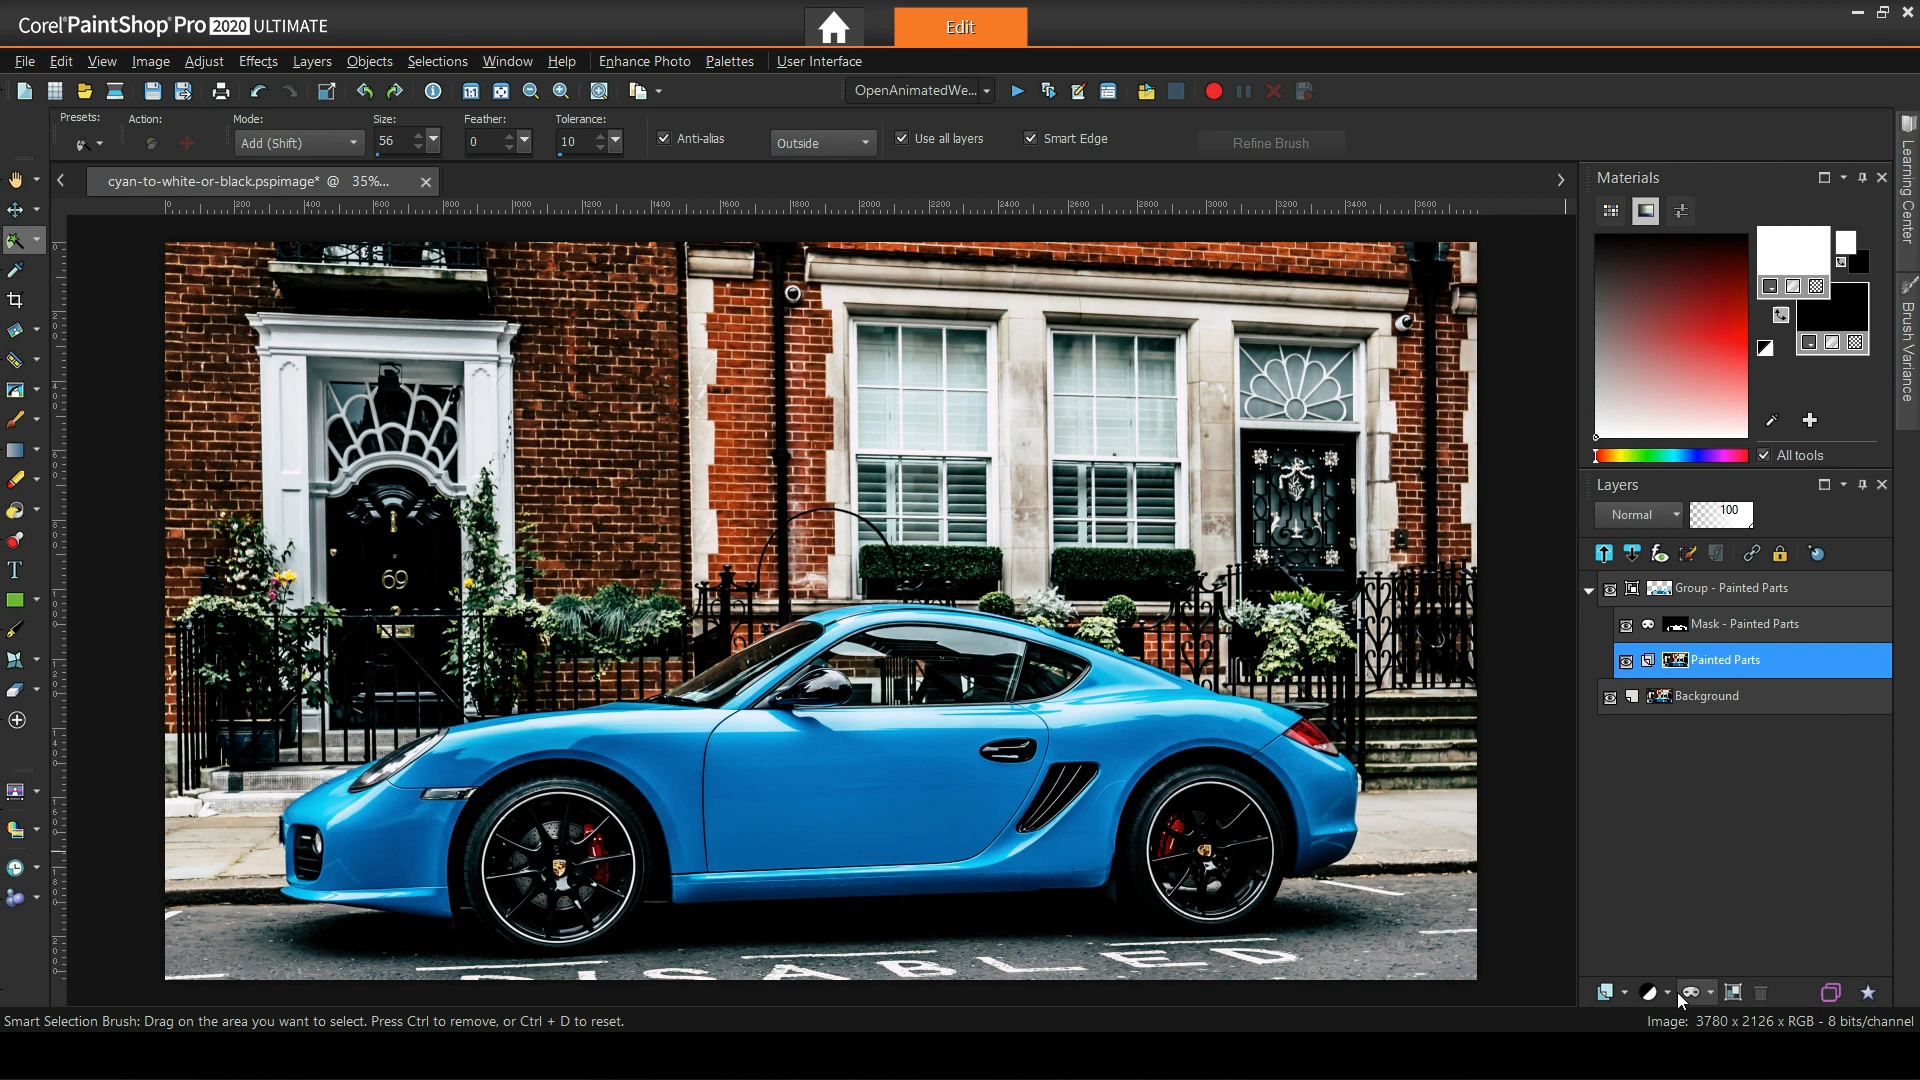 Corel PaintShop Pro 2020 ULTIMATE
Edit
File Edit View Image Adjust Effects Layers Objects Selections Window Help Enhance Photo Palettes User Interface
OpenAnimatedWe...
Presets: Action: Mode: Size: Feather: Tolerance:
Add (Shift) 56 0 10 Anti-alias Outside Use all layers Smart Edge Refine Brush
cyan-to-white-or-black.pspimage* @ 35%...
Materials
Learning Center
Brush Variance
All tools
Layers
Normal 100
Group - Painted Parts
Mask - Painted Parts
Painted Parts
Background
69
DISABLED
Smart Selection Brush: Drag on the area you want to select. Press Ctrl to remove, or Ctrl + D to reset.
Image: 3780 x 2126 x RGB - 8 bits/channel